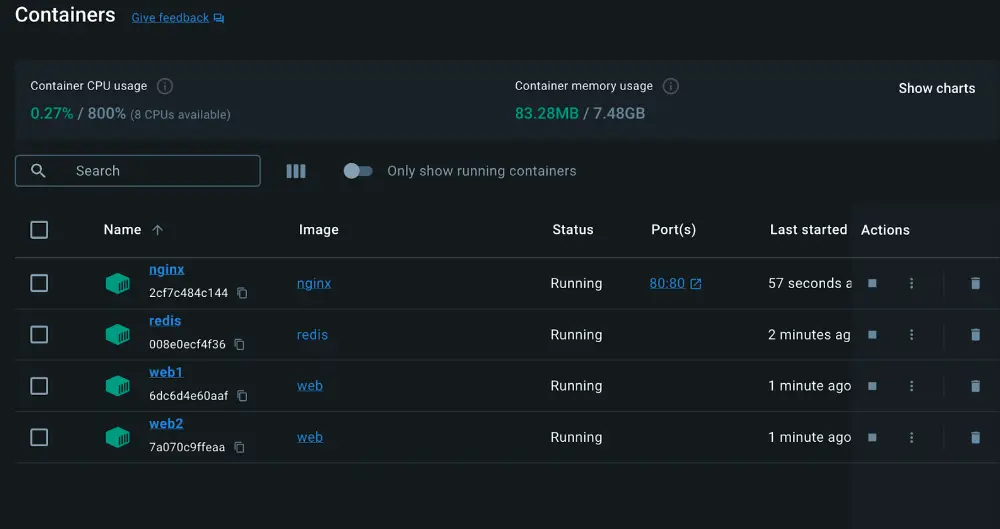 Containers Give feedback
Container CPU usage
0.27% / 800% (8 CPUs available)
Container memory usage
83.28MB / 7.48GB
Show charts
Search
Only show running containers
Name Image Status Port(s) Last started Actions
nginx
2cf7c484c144
nginx Running 80:80 57 seconds a
redis
008e0ecf4f36
redis Running 2 minutes ag
web1
6dc6d4e60aaf
web Running 1 minute ago
web2
7a070c9ffeaa
web Running 1 minute ago